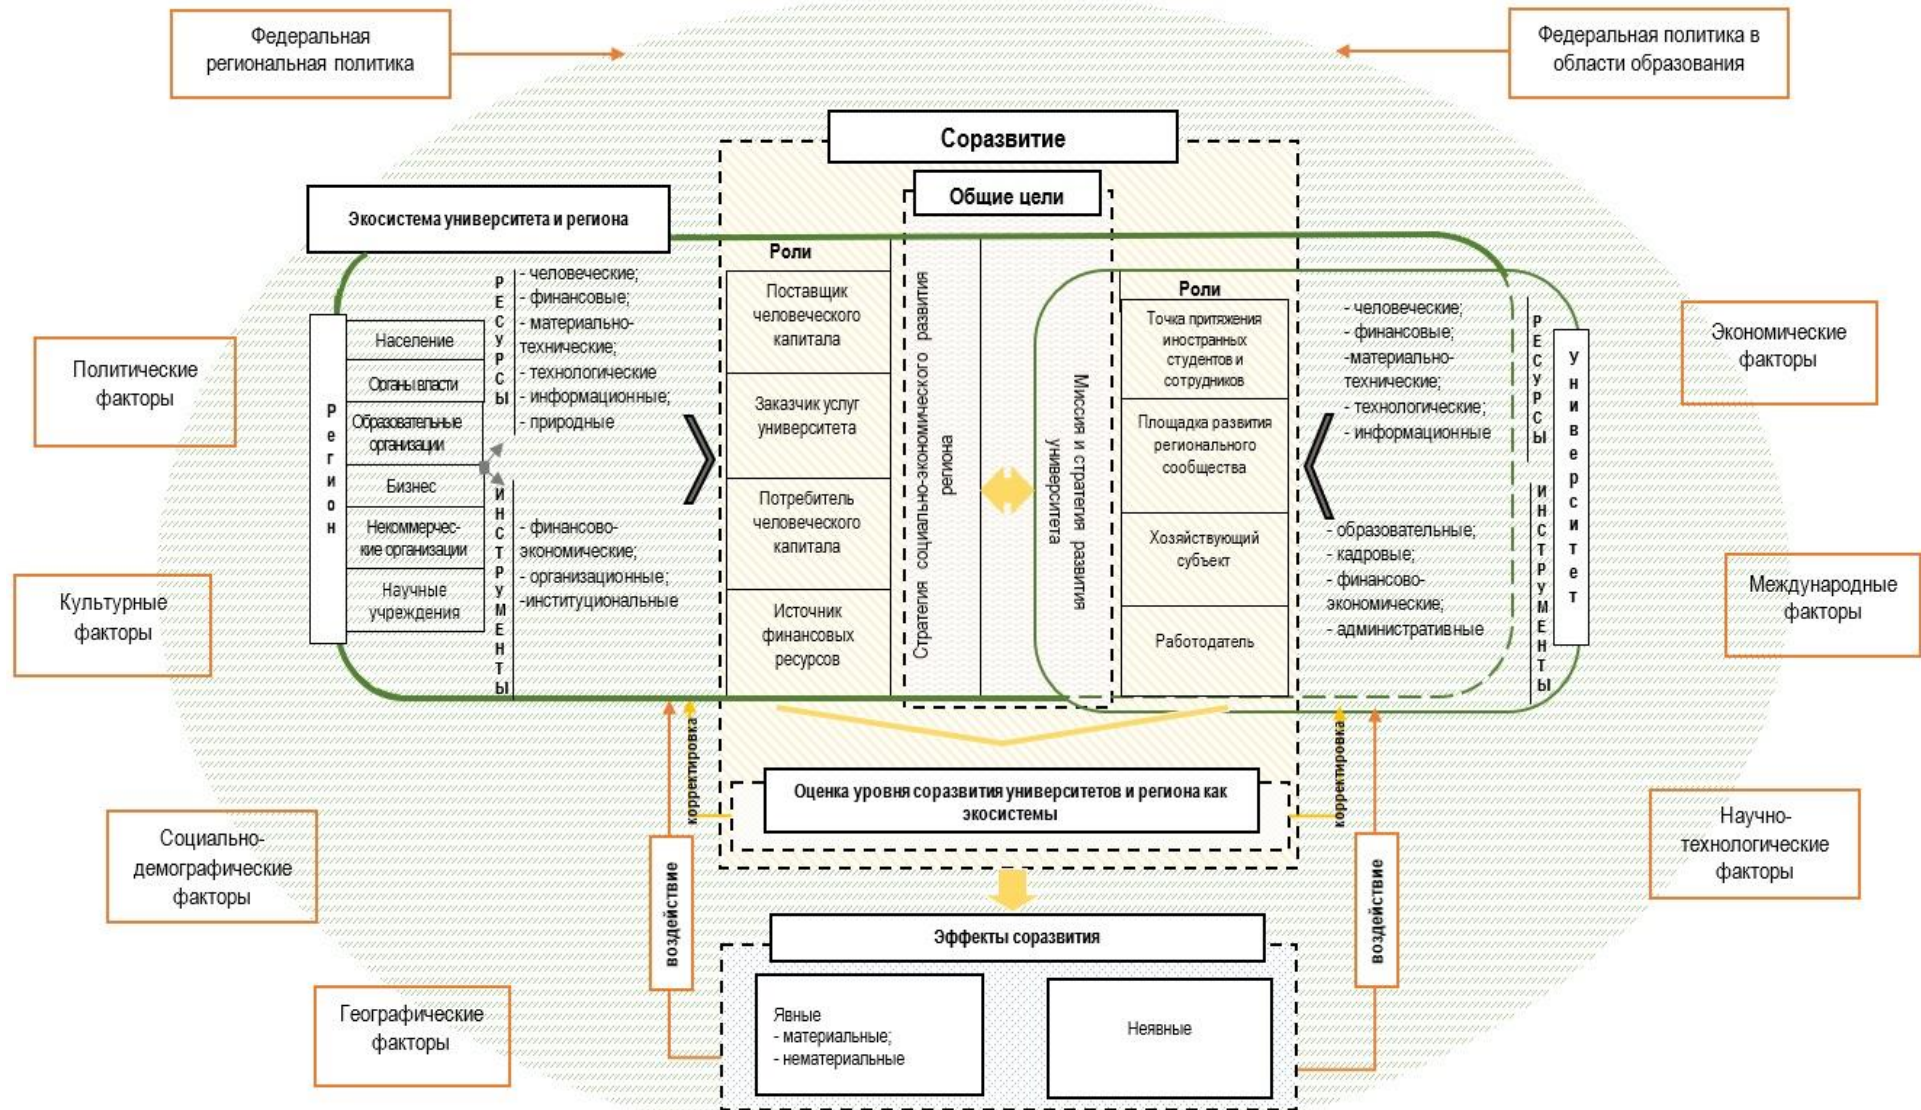 Федеральная
региональная политика
Федеральная политика в
области образования
Соразвитие
Общие цели
Экосистема университета и региона
Политические
факторы
Культурные
факторы
Социально-
демографические
факторы
Географические
факторы
Регион
Население
Органы власти
Образовательные
организации
Бизнес
Некоммерчес-
кие организации
Научные
учреждения
РЕСУРСЫ
- человеческие;
- финансовые;
- материально-
технические;
- технологические
- информационные;
- природные
ИНСТРУМЕНТЫ
- финансово-
экономические;
- организационные;
-институциональные
Роли
Поставщик
человеческого
капитала
Заказчик услуг
университета
Потребитель
человеческого
капитала
Источник
финансовых
ресурсов
Стратегия социально-экономического развития
региона
Миссия и стратегия развития
университета
Роли
Точка притяжения
иностранных
студентов и
сотрудников
Площадка развития
регионального
сообщества
Хозяйствующий
субъект
Работодатель
- человеческие;
- финансовые;
-материально-
технические;
- технологические;
- информационные
РЕСУРСЫ
- образовательные;
- кадровые;
- финансово-
экономические;
- административные
ИНСТРУМЕНТЫ
Университет
Экономические
факторы
Международные
факторы
Научно-
технологические
факторы
корректировка
Оценка уровня соразвития университетов и региона как
экосистемы
корректировка
воздействие
воздействие
Эффекты соразвития
Явные
- материальные;
- нематериальные
Неявные